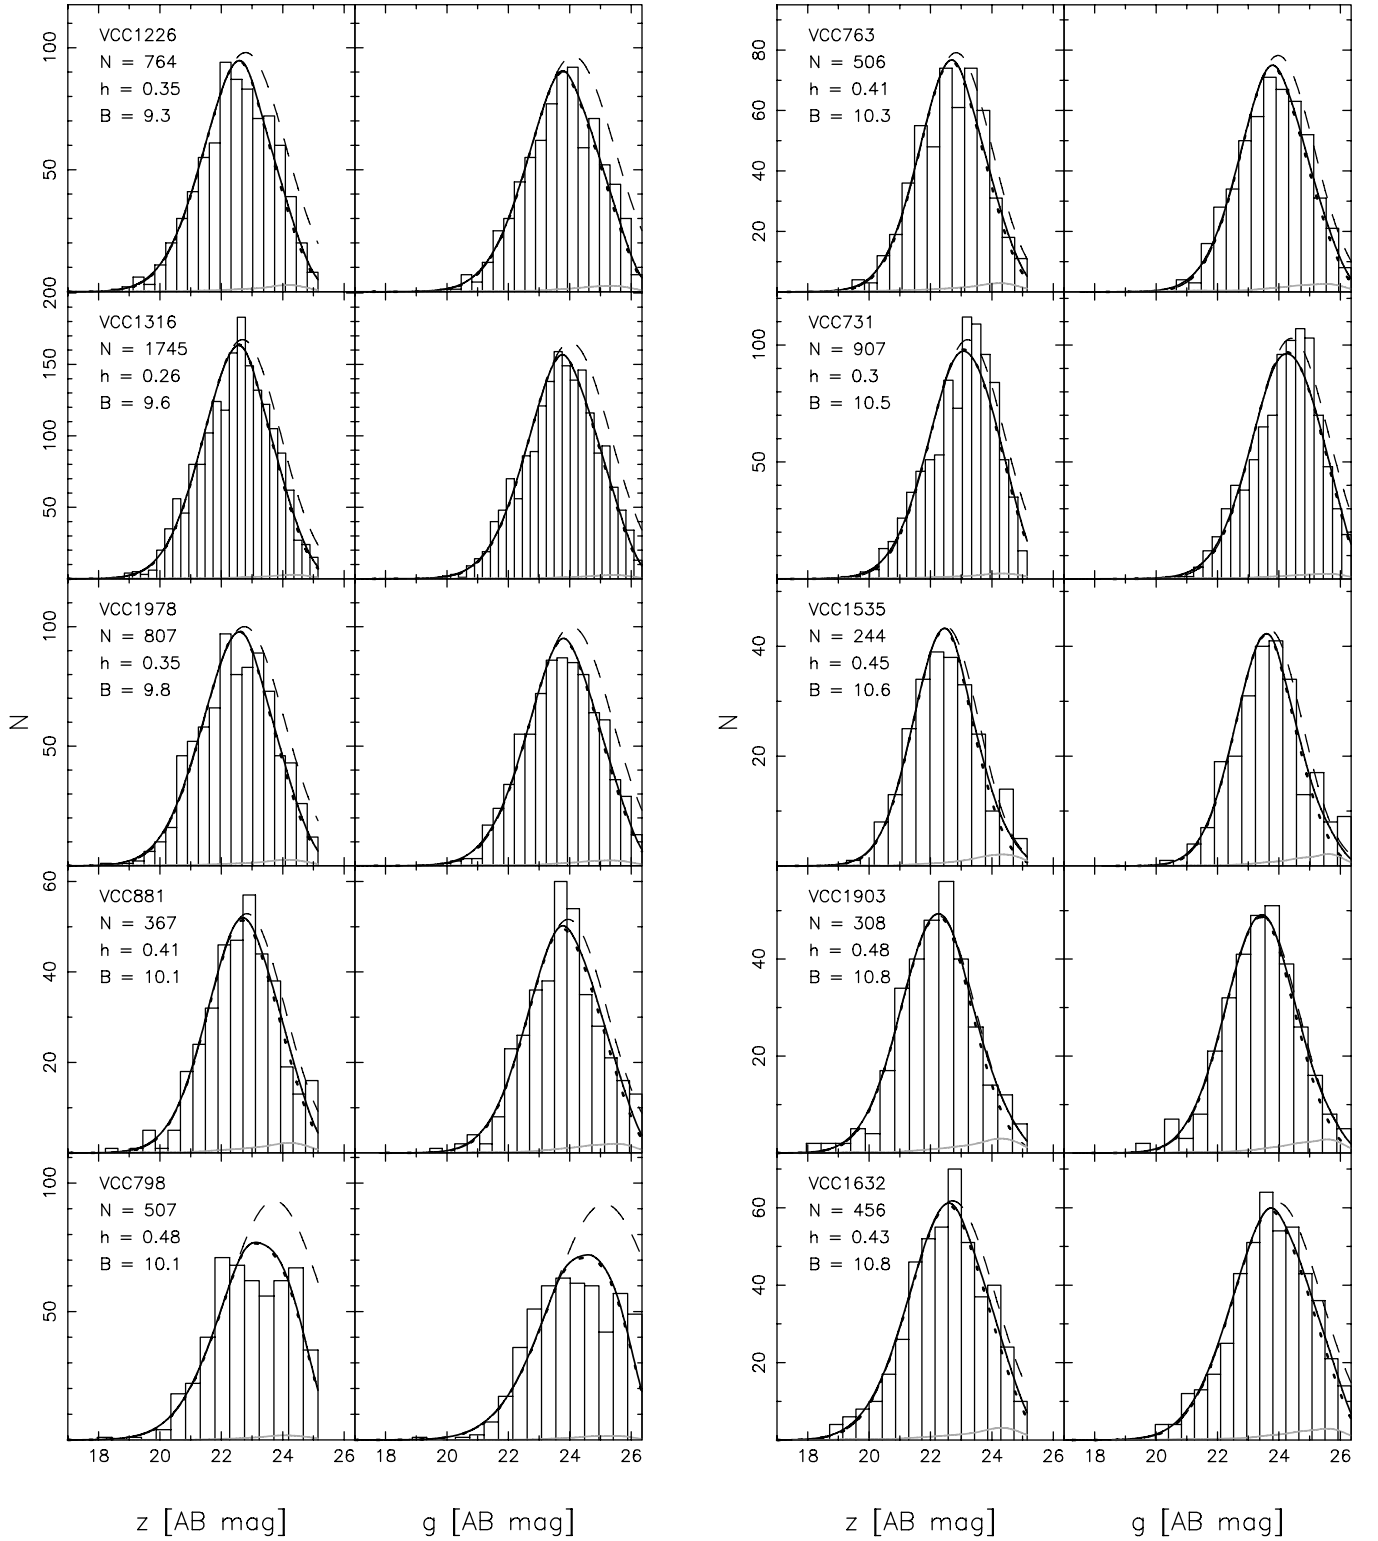 VCC1226
N = 764
h = 0.35
B = 9.3
100
50
VCC1316
N = 1745
h = 0.26
B = 9.6
200
150
100
50
VCC1978
N = 807
h = 0.35
B = 9.8
100
50
N
VCC881
N = 367
h = 0.41
B = 10.1
60
40
20
VCC798
N = 507
h = 0.48
B = 10.1
100
50
18 20 22 24 26 18 20 22 24 26
z [AB mag] g [AB mag]
VCC763
N = 506
h = 0.41
B = 10.3
80
60
40
20
VCC731
N = 907
h = 0.3
B = 10.5
100
50
VCC1535
N = 244
h = 0.45
B = 10.6
40
20
N
VCC1903
N = 308
h = 0.48
B = 10.8
40
20
VCC1632
N = 456
h = 0.43
B = 10.8
60
40
20
18 20 22 24 26 18 20 22 24 26
z [AB mag] g [AB mag]